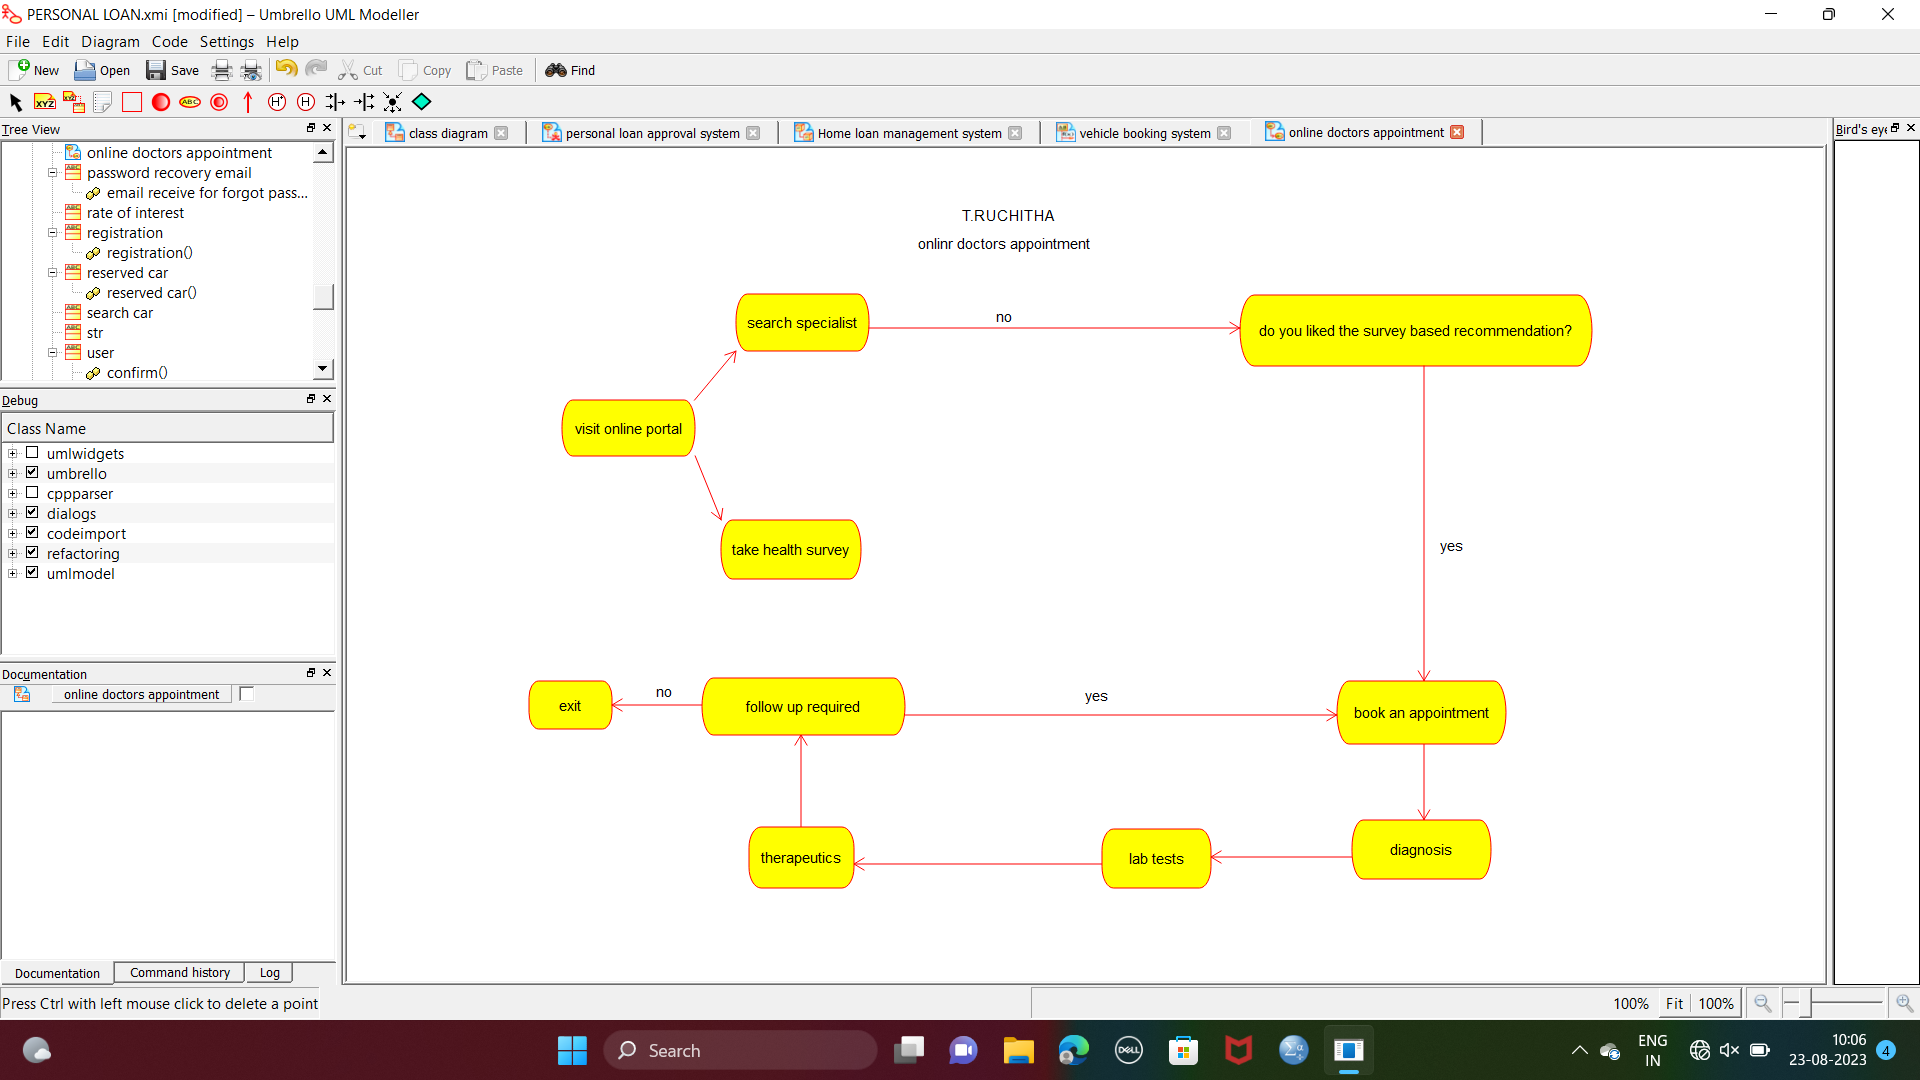 PERSONAL LOAN.xmi [modified] – Umbrello UML Modeller
File Edit Diagram Code Settings Help
New Open Save Cut Copy Paste Find
XYZ XYZ ABC H* H
Tree View
class diagram personal loan approval system Home loan management system vehicle booking system online doctors appointment
Bird's eye
online doctors appointment
password recovery email
email receive for forgot pass...
rate of interest
registration
registration()
reserved car
reserved car()
search car
str
user
confirm()
Debug
Class Name
umlwidgets
umbrello
cppparser
dialogs
codeimport
refactoring
umlmodel
Documentation
online doctors appointment
Documentation Command history Log
Press Ctrl with left mouse click to delete a point
T.RUCHITHA
onlinr doctors appointment
search specialist
no
do you liked the survey based recommendation?
visit online portal
take health survey
yes
exit
no
follow up required
yes
book an appointment
therapeutics
lab tests
diagnosis
100% Fit 100%
Search
DELL
ENG
IN
10:06
23-08-2023
4